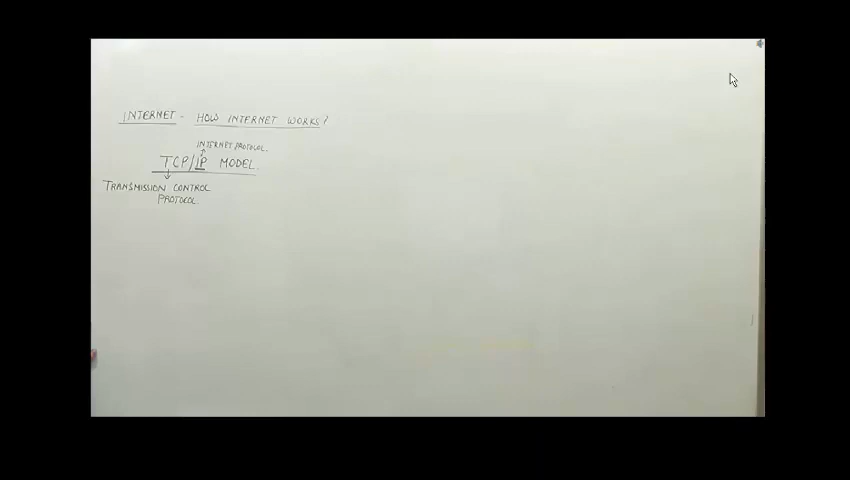 INTERNET - HOW INTERNET WORKS?
INTERNET PROTOCOL.
TCP/IP MODEL.
TRANSMISSION CONTROL
PROTOCOL.